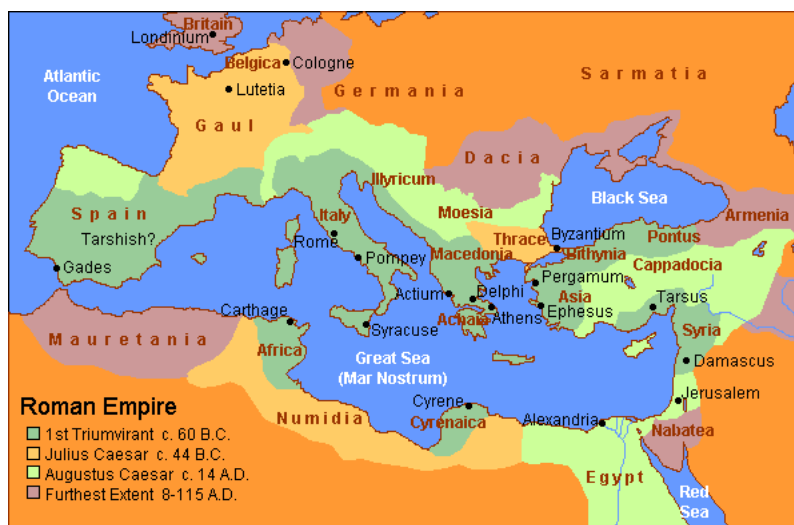 Britain
Londinium
Belgica
Cologne
Atlantic
Ocean
Lutetia
Germania
Sarmatia
Gaul
Dacia
Illyricum
Black Sea
Spain
Moesia
Armenia
Tarshish?
Italy
Rome
Thrace
Byzantium
Pontus
Bithynia
Macedonia
Pompey
Cappadocia
Gades
Pergamum
Actium
Delphi
Asia
Tarsus
Carthage
Ephesus
Achaia
Athens
Syracuse
Syria
Mauretania
Africa
Great Sea
(Mar Nostrum)
Damascus
Cyrene
Jerusalem
Numidia
Cyrenaica
Alexandria
Nabatea
Egypt
Red
Sea
Roman Empire
1st Triumvirant c. 60 B.C.
Julius Caesar c. 44 B.C.
Augustus Caesar c. 14 A.D.
Furthest Extent 8-115 A.D.